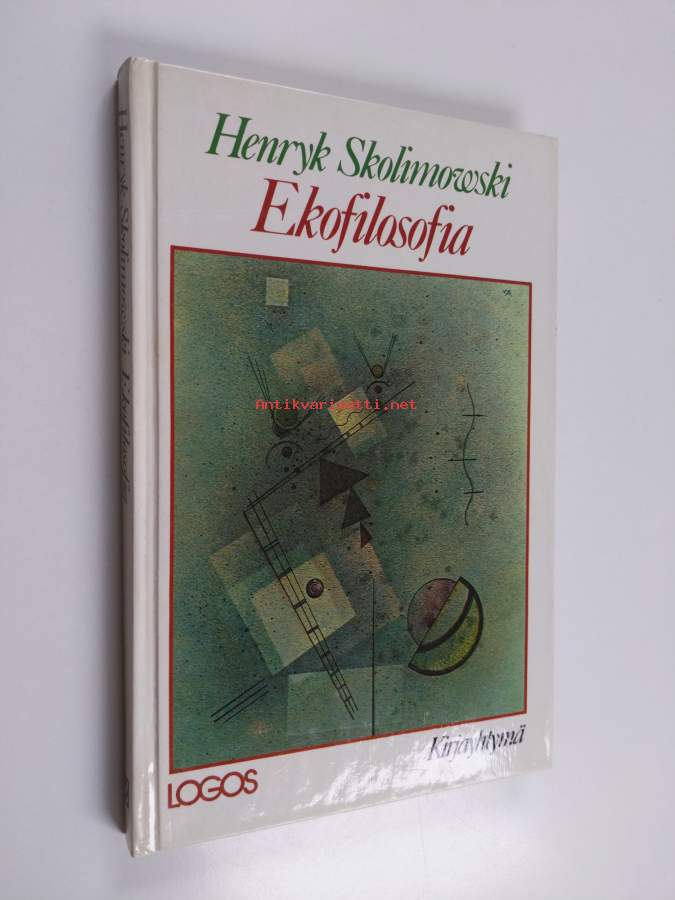 Henryk Skolimowski
Ekofilosofia
Antikvariaatti.net
Kirjayhtymä
LOGOS
Henryk Skolimowski Ekofilosofia